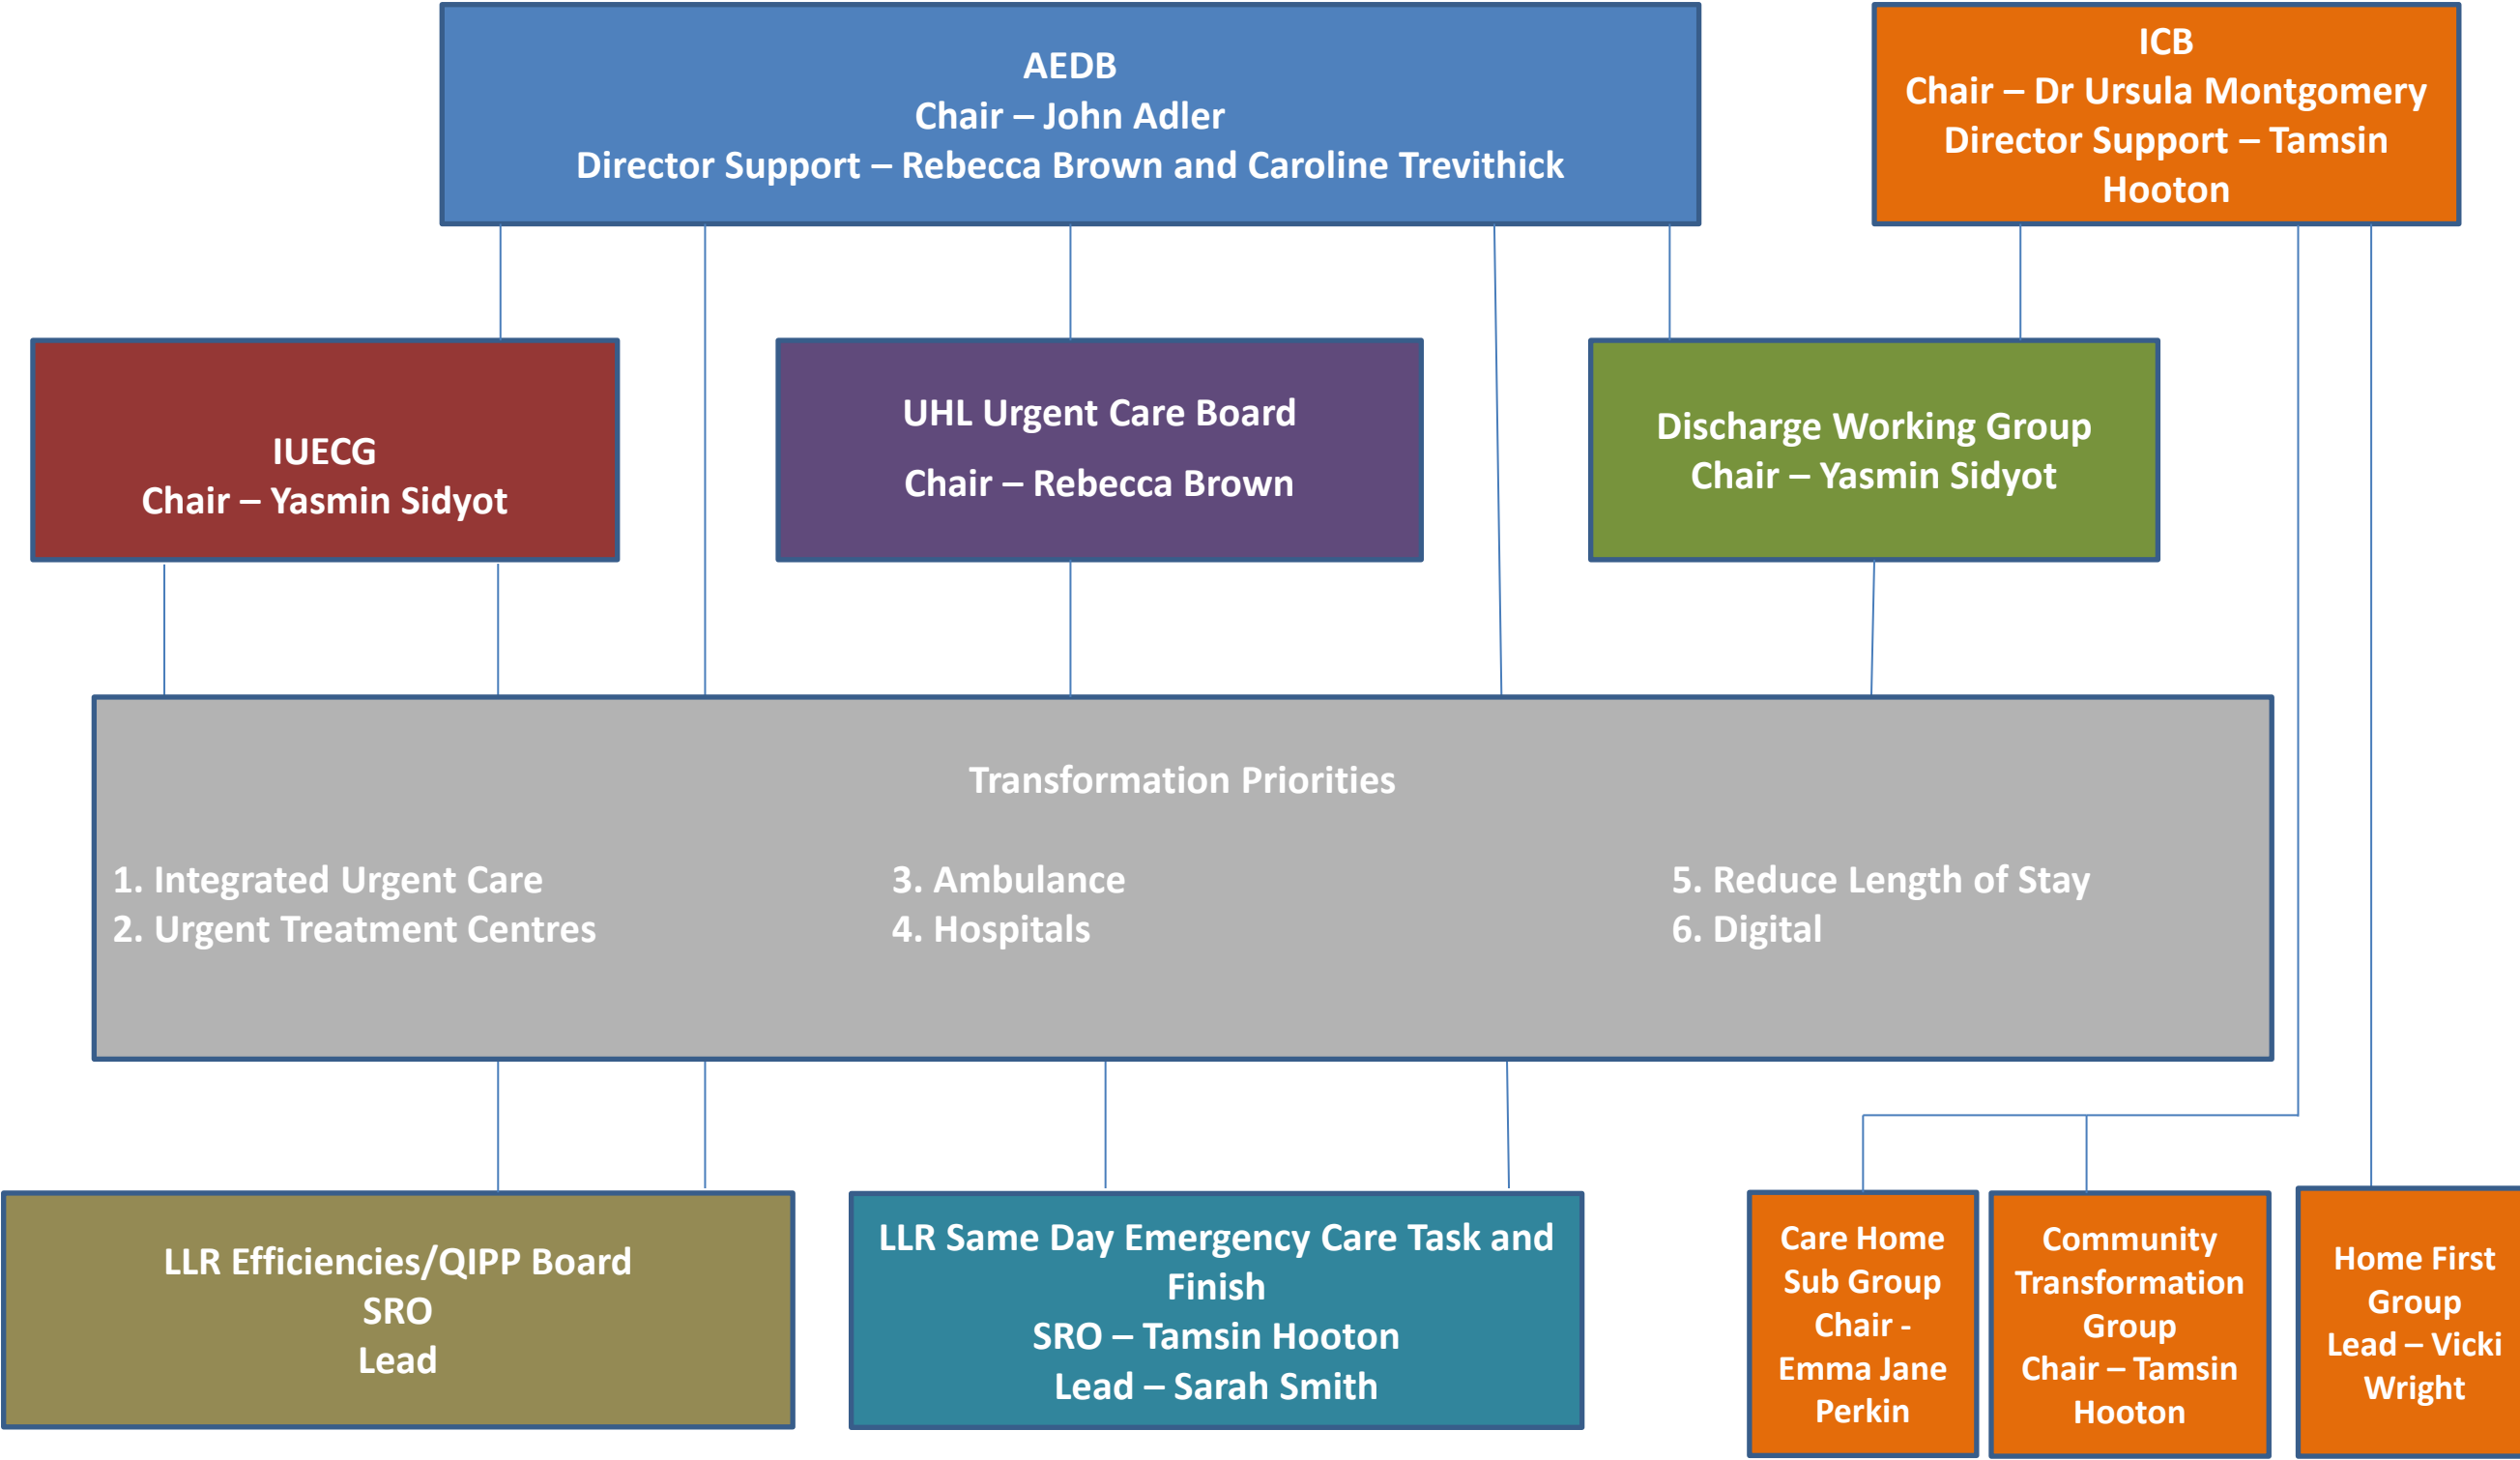 AEDB
Chair – John Adler
Director Support – Rebecca Brown and Caroline Trevithick
ICB
Chair – Dr Ursula Montgomery
Director Support – Tamsin
Hooton
IUECG
Chair – Yasmin Sidyot
UHL Urgent Care Board
Chair – Rebecca Brown
Discharge Working Group
Chair – Yasmin Sidyot
Transformation Priorities
1. Integrated Urgent Care
2. Urgent Treatment Centres
3. Ambulance
4. Hospitals
5. Reduce Length of Stay
6. Digital
LLR Efficiencies/QIPP Board
SRO
Lead
LLR Same Day Emergency Care Task and
Finish
SRO – Tamsin Hooton
Lead – Sarah Smith
Care Home
Sub Group
Chair -
Emma Jane
Perkin
Community
Transformation
Group
Chair – Tamsin
Hooton
Home First
Group
Lead – Vicki
Wright